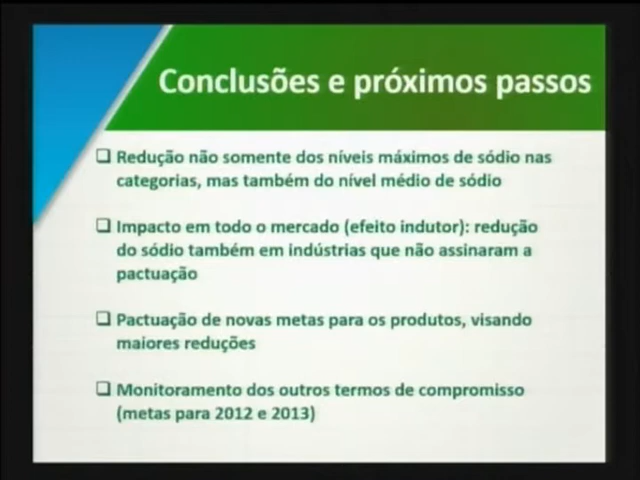 Conclusões e próximos passos
❑ Redução não somente dos níveis máximos de sódio nas
categorias, mas também do nível médio de sódio
❑ Impacto em todo o mercado (efeito indutor): redução
do sódio também em indústrias que não assinaram a
pactuação
❑ Pactuação de novas metas para os produtos, visando
maiores reduções
❑ Monitoramento dos outros termos de compromisso
(metas para 2012 e 2013)